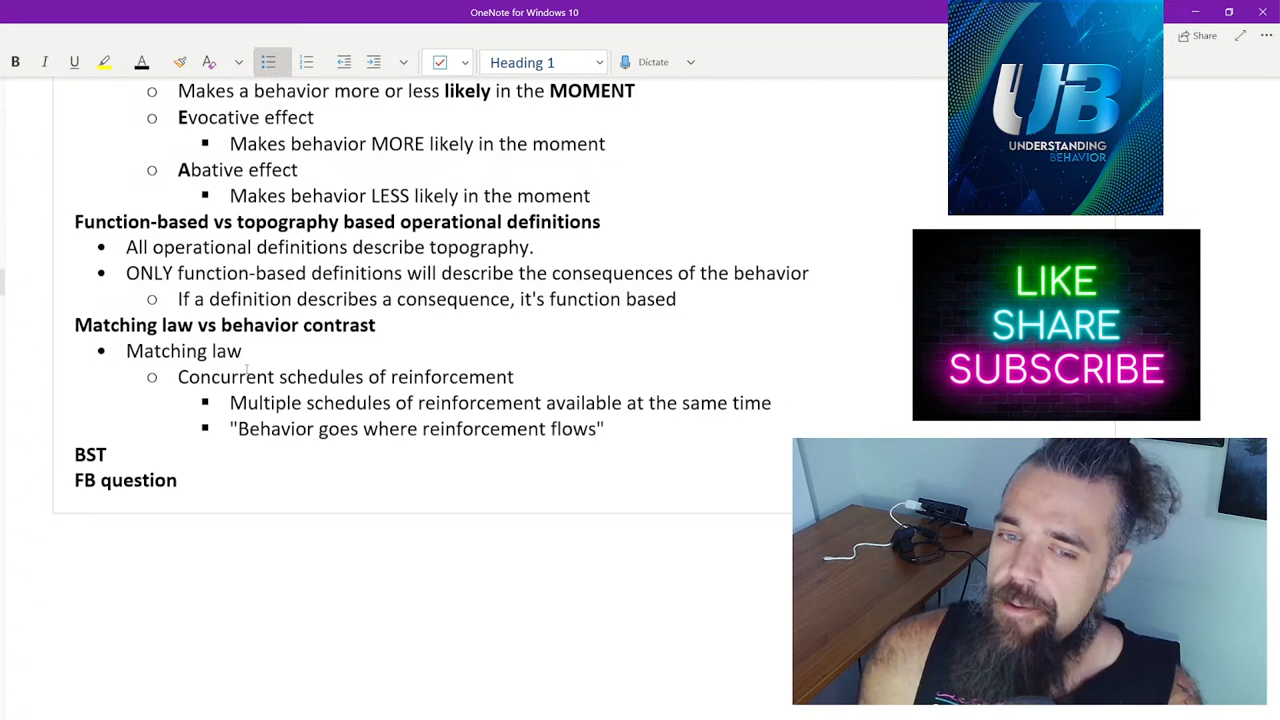 OneNote for Windows 10
Share
B I U A A Heading 1 Dictate
Makes a behavior more or less likely in the MOMENT
Evocative effect
Makes behavior MORE likely in the moment
Abative effect
Makes behavior LESS likely in the moment
Function-based vs topography based operational definitions
All operational definitions describe topography.
ONLY function-based definitions will describe the consequences of the behavior
If a definition describes a consequence, it's function based
Matching law vs behavior contrast
Matching law
Concurrent schedules of reinforcement
Multiple schedules of reinforcement available at the same time
"Behavior goes where reinforcement flows"
BST
FB question
UB
UNDERSTANDING
BEHAVIOR
LIKE
SHARE
SUBSCRIBE